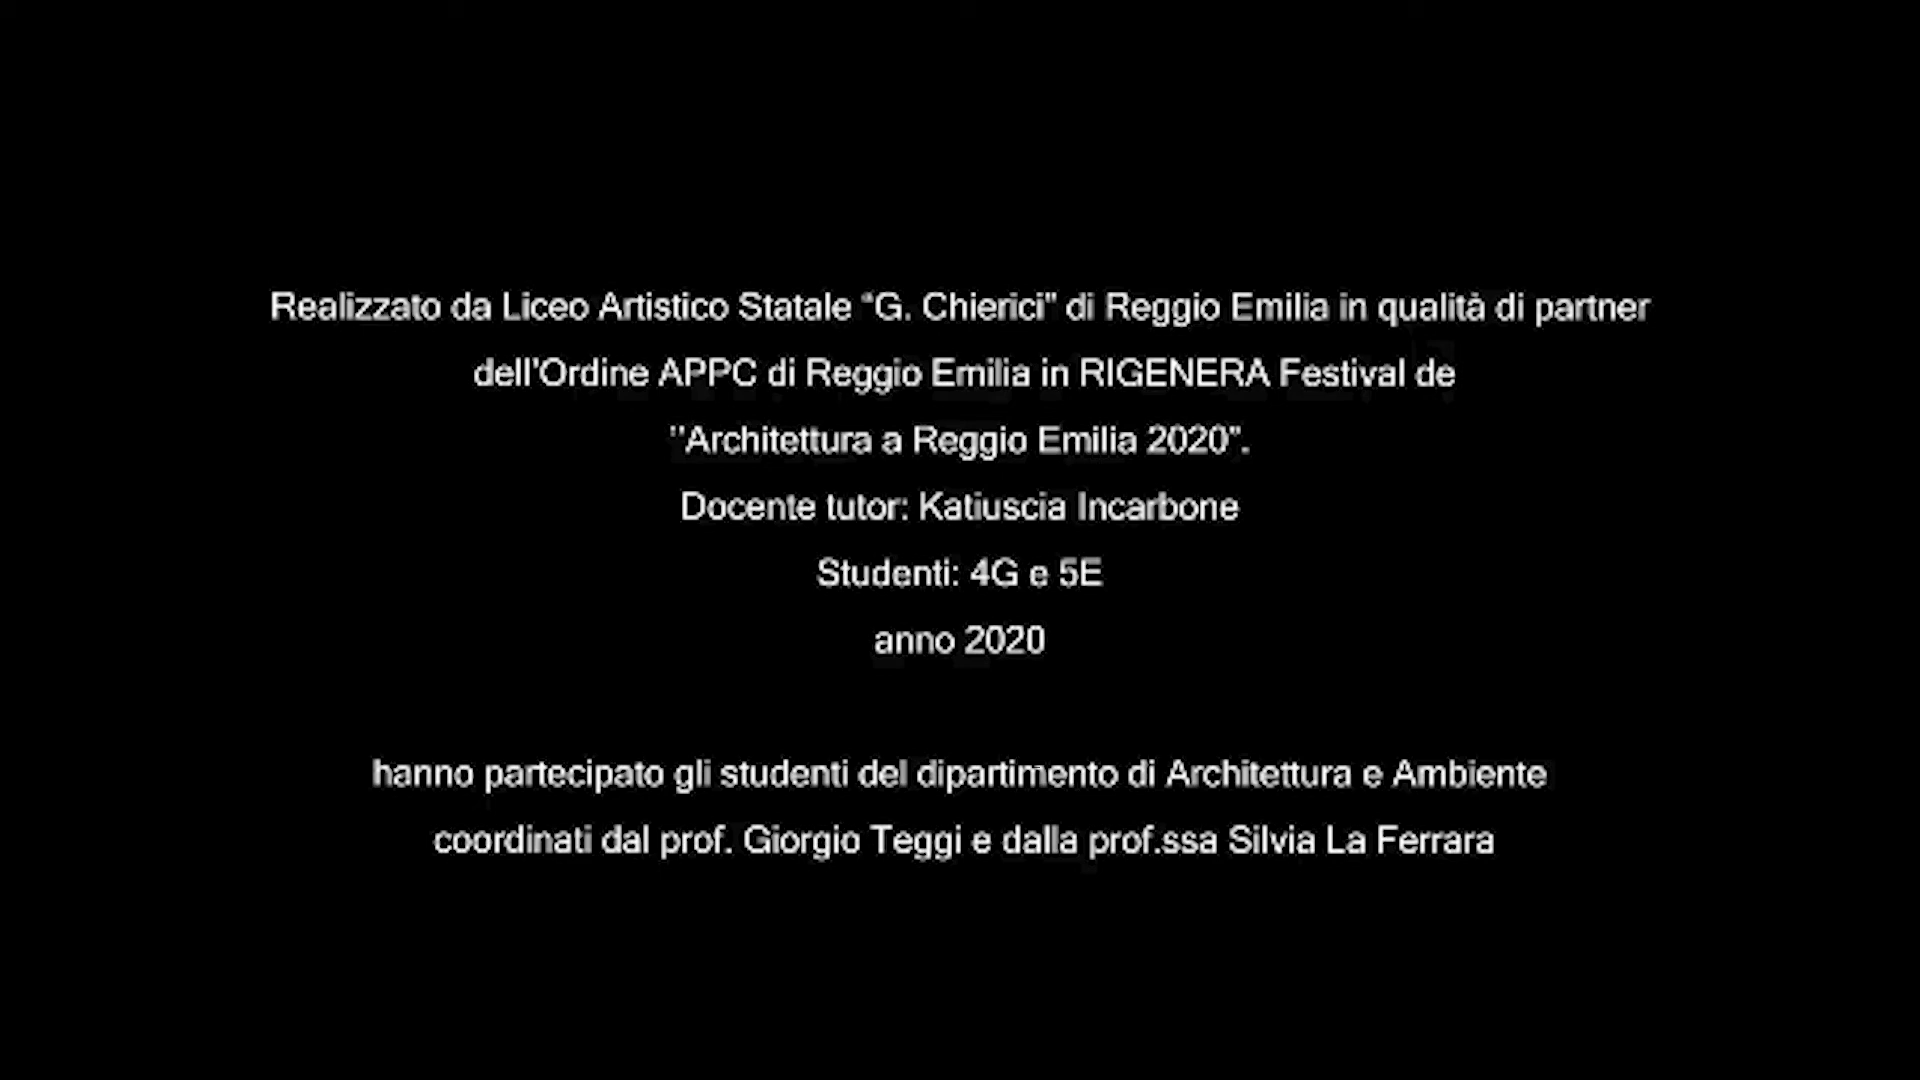 Realizzato da Liceo Artistico Statale “G. Chierici" di Reggio Emilia in qualità di partner
dell'Ordine APPC di Reggio Emilia in RIGENERA Festival de
''Architettura a Reggio Emilia 2020”.
Docente tutor: Katiuscia Incarbone
Studenti: 4G e 5E
anno 2020
hanno partecipato gli studenti del dipartimento di Architettura e Ambiente
coordinati dal prof. Giorgio Teggi e dalla prof.ssa Silvia La Ferrara